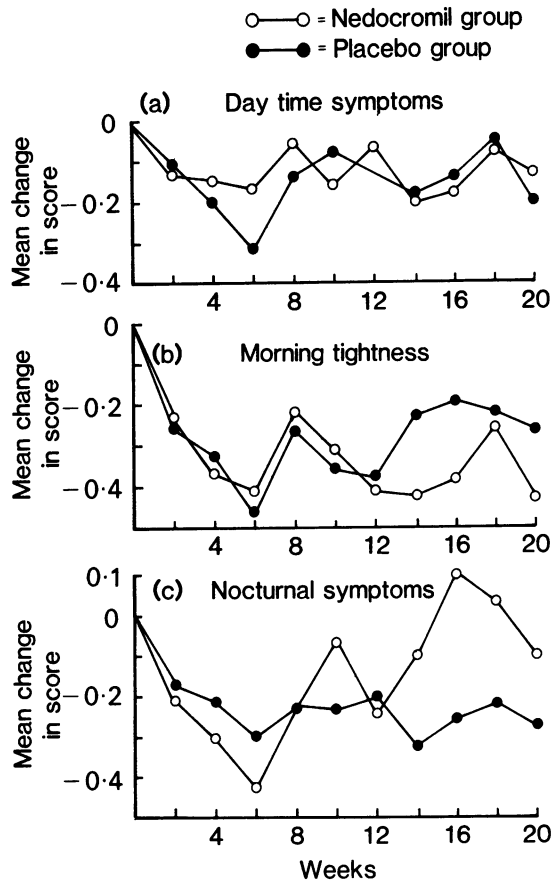 = Nedocromil group
= Placebo group
(a) Day time symptoms
0
−0·2
−0·4
Mean change
in score
4 8 12 16 20
(b) Morning tightness
0
−0·2
−0·4
Mean change
in score
4 8 12 16 20
(c) Nocturnal symptoms
0·1
0
−0·2
−0·4
Mean change
in score
4 8 12 16 20
Weeks